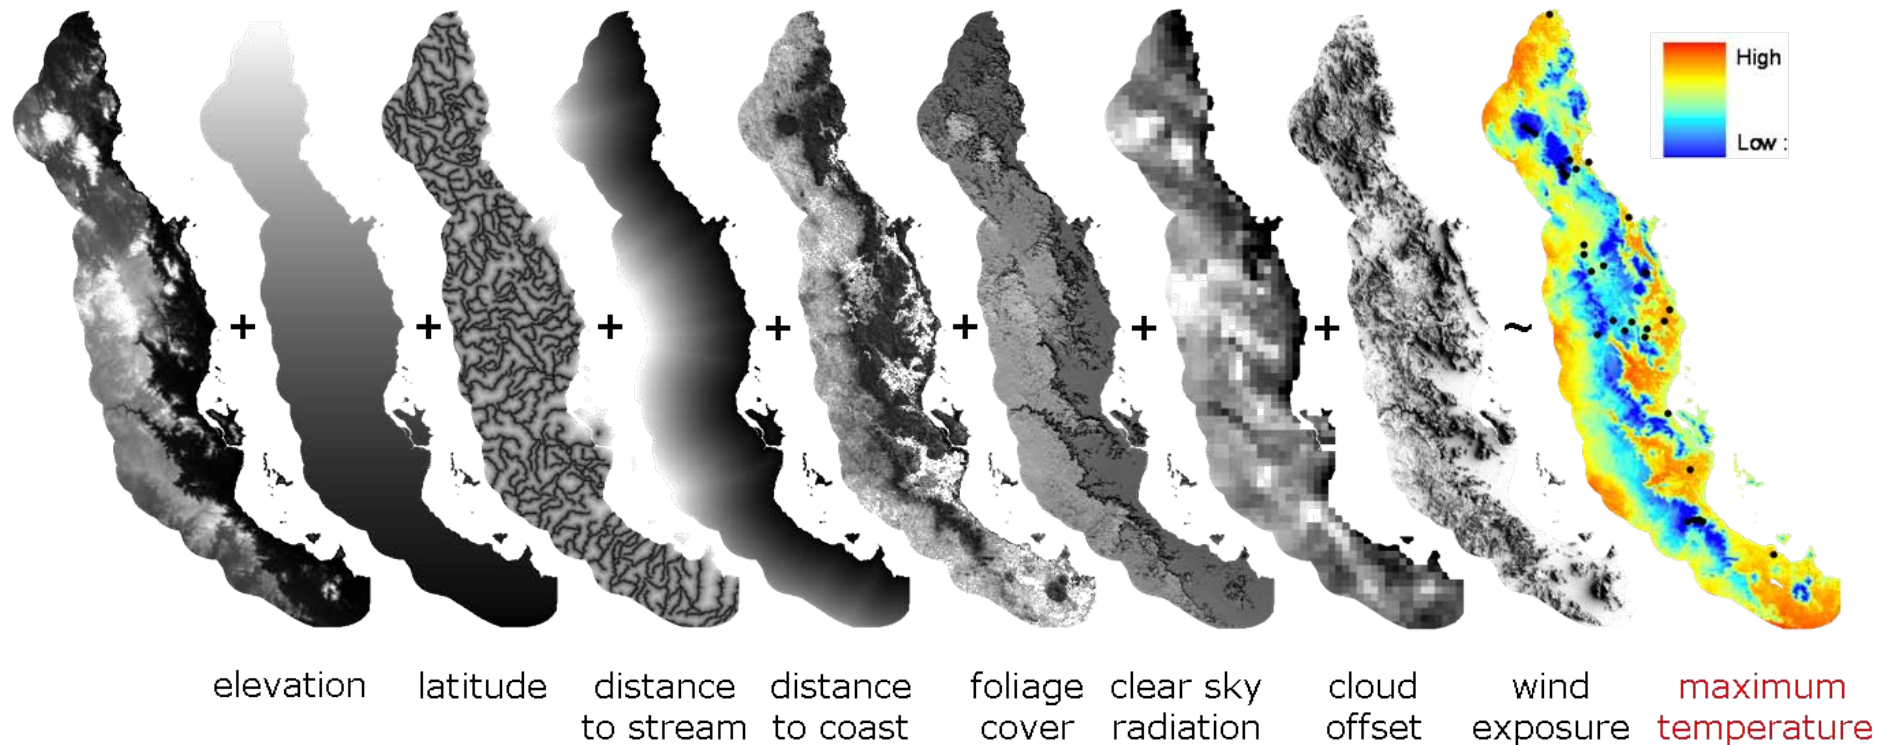 High
Low :
+ + + + + + + ~
elevation latitude distance distance foliage clear sky cloud wind maximum
to stream to coast cover radiation offset exposure temperature